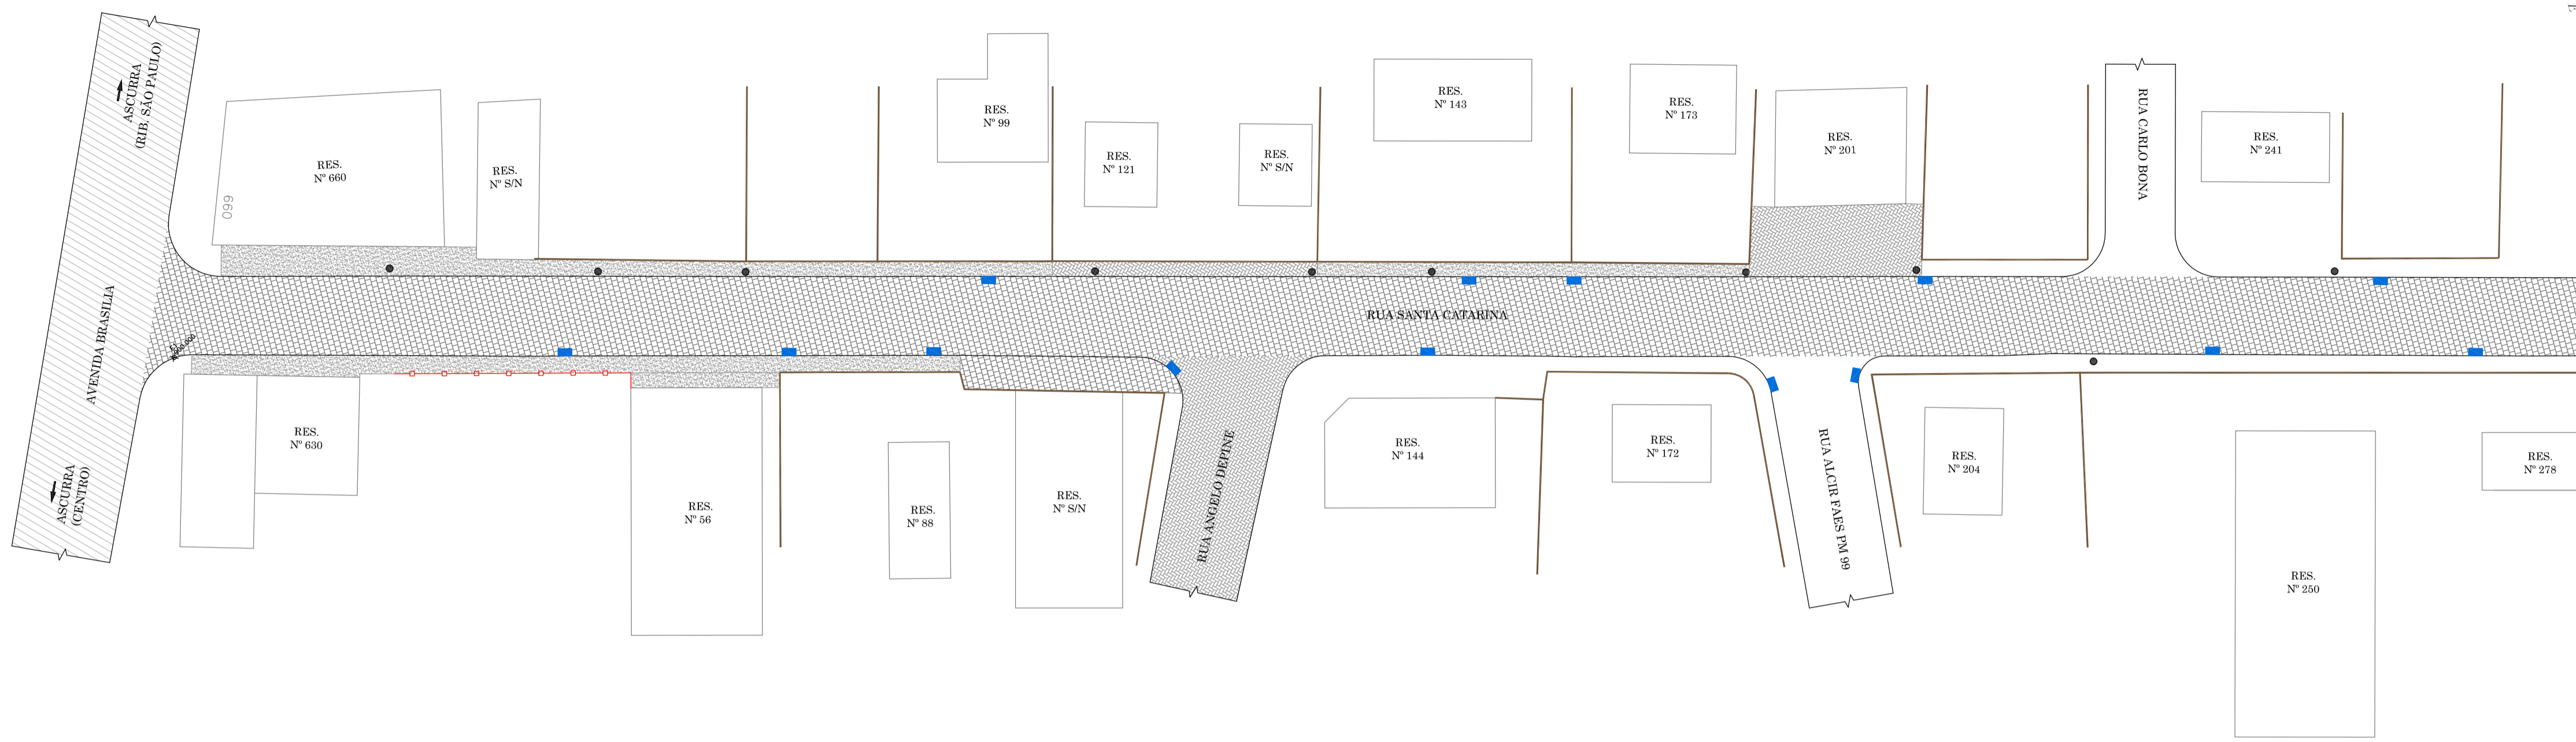 ASCURRA
(RIB. SÃO PAULO)
AVENIDA BRASILIA
ASCURRA
(CENTRO)
RES.
Nº 660
660
RES.
Nº S/N
RES.
Nº 99
RES.
Nº 121
RES.
Nº S/N
RES.
Nº 143
RES.
Nº 173
RES.
Nº 201
RUA CARLO BONA
RES.
Nº 241
RUA SANTA CATARINA
RES.
Nº 630
RES.
Nº 56
RES.
Nº 88
RES.
Nº S/N
RUA ANGELO DEPINE
RES.
Nº 144
RES.
Nº 172
RUA ALCIR FAES PM 99
RES.
Nº 204
RES.
Nº 250
RES.
Nº 278